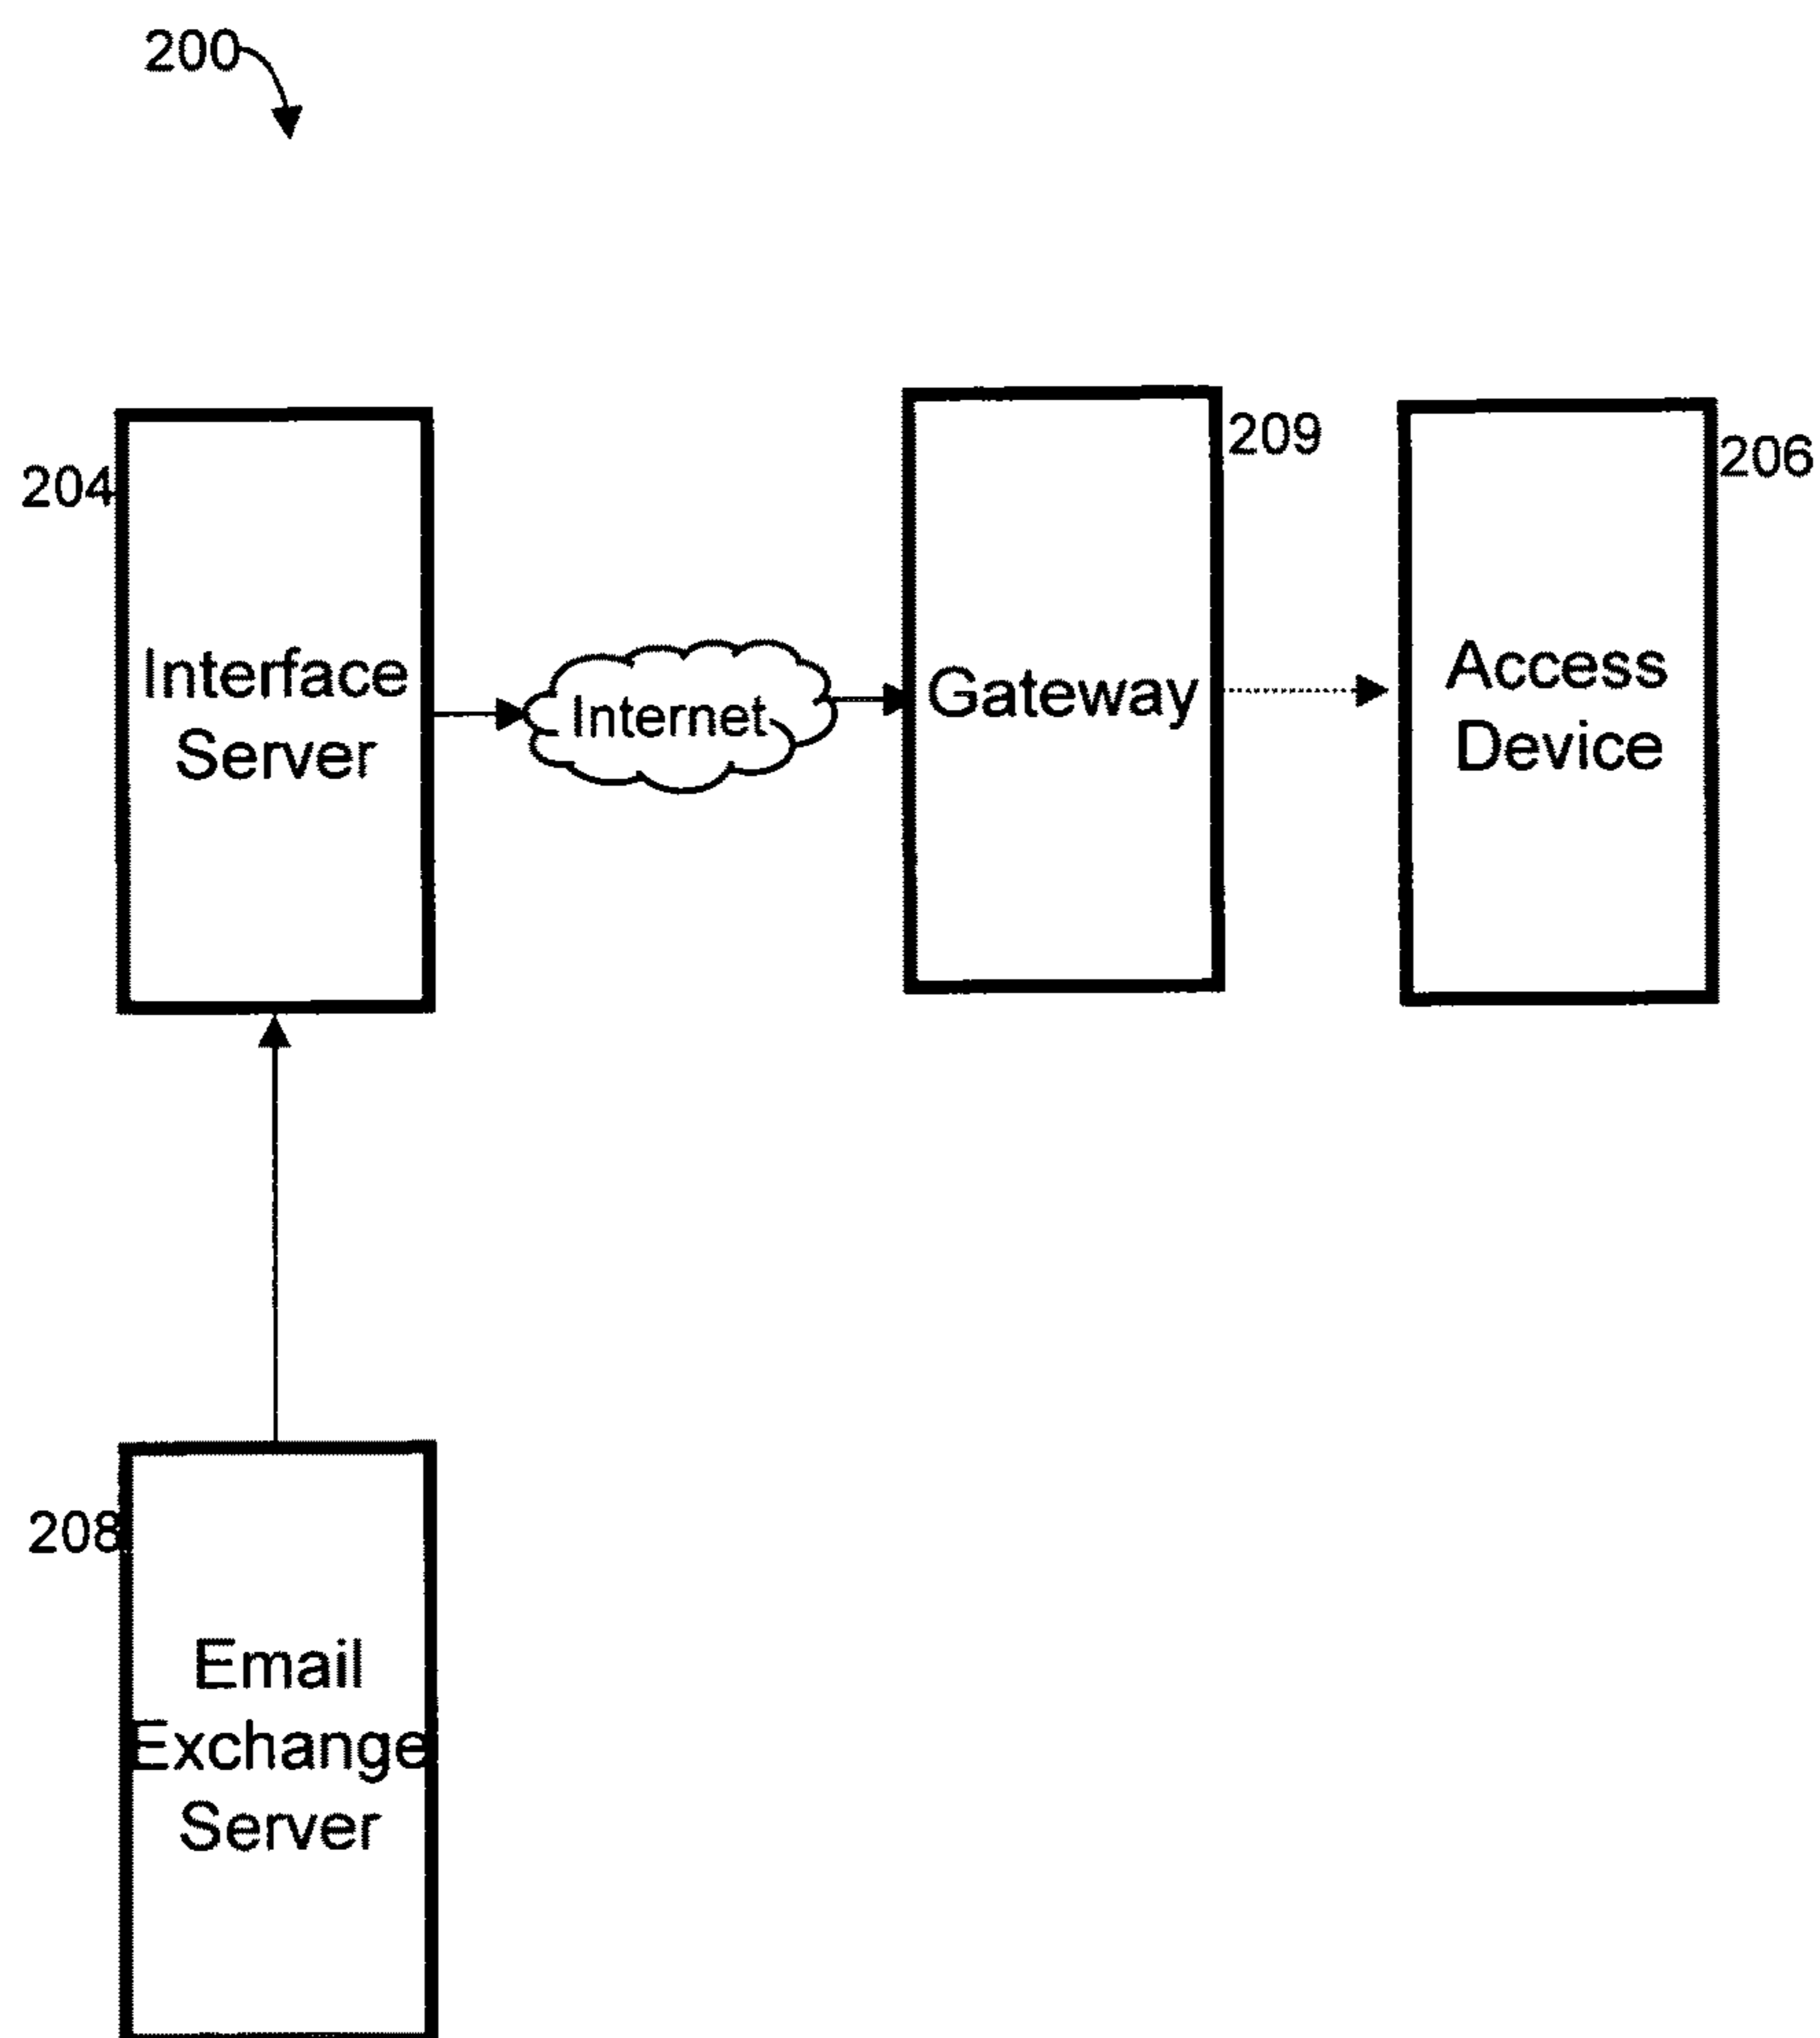 200
204
Interface
Server
Internet
209
Gateway
206
Access
Device
208
Email
Exchange
Server